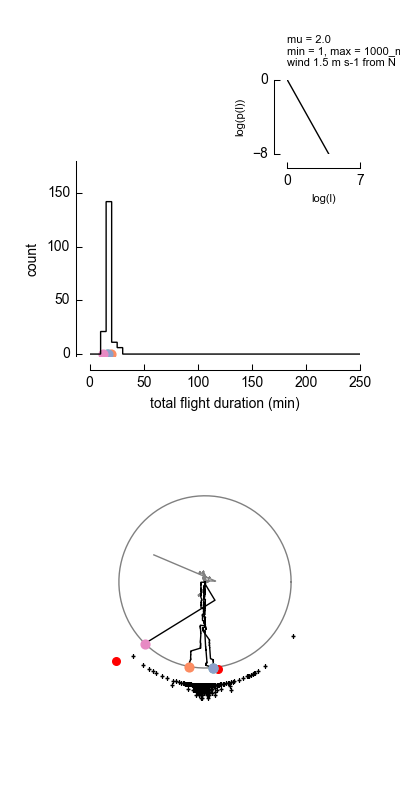 mu = 2.0
min = 1, max = 1000_m
wind 1.5 m s-1 from N
log(p(l))
0
−8
0 7
log(l)
count
150
100
50
0
0 50 100 150 200 250
total flight duration (min)